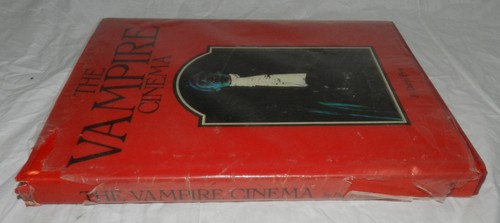 THE
VAMPIRE
CINEMA
THE VAMPIRE CINEMA